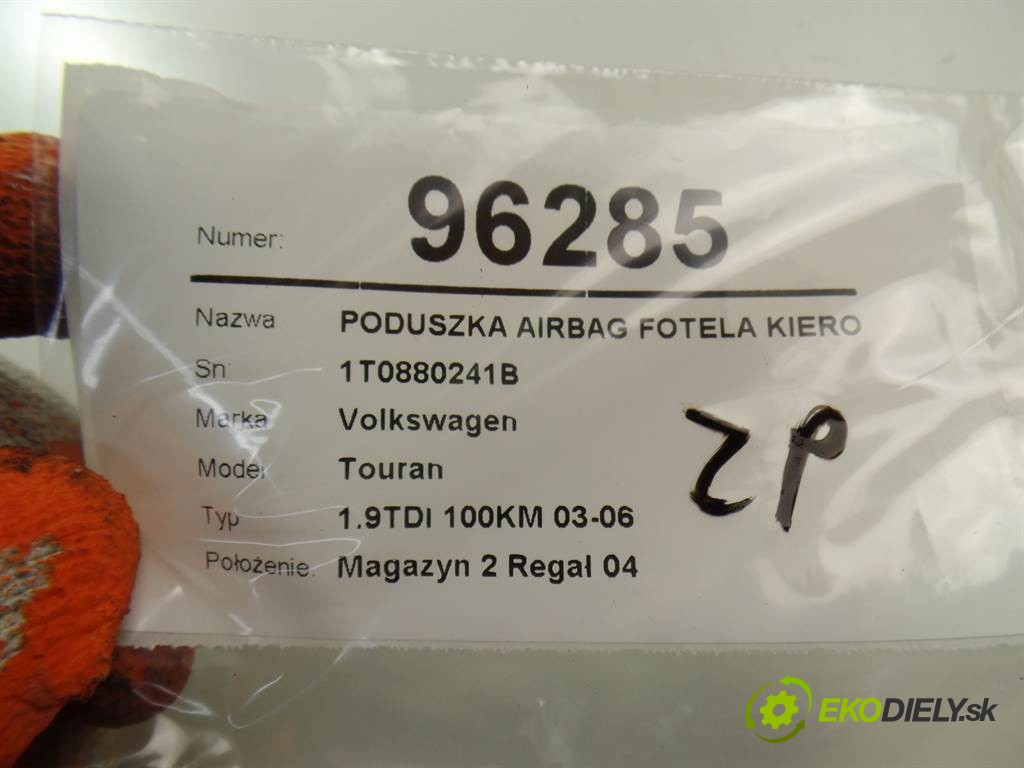 Numer: 96285
Nazwa PODUSZKA AIRBAG FOTELA KIERO
Sn: 1T0880241B
Marka Volkswagen
Model Touran
Typ 1.9TDI 100KM 03-06
Położenie: Magazyn 2 Regał 04
ZP
EKODIELY.sk